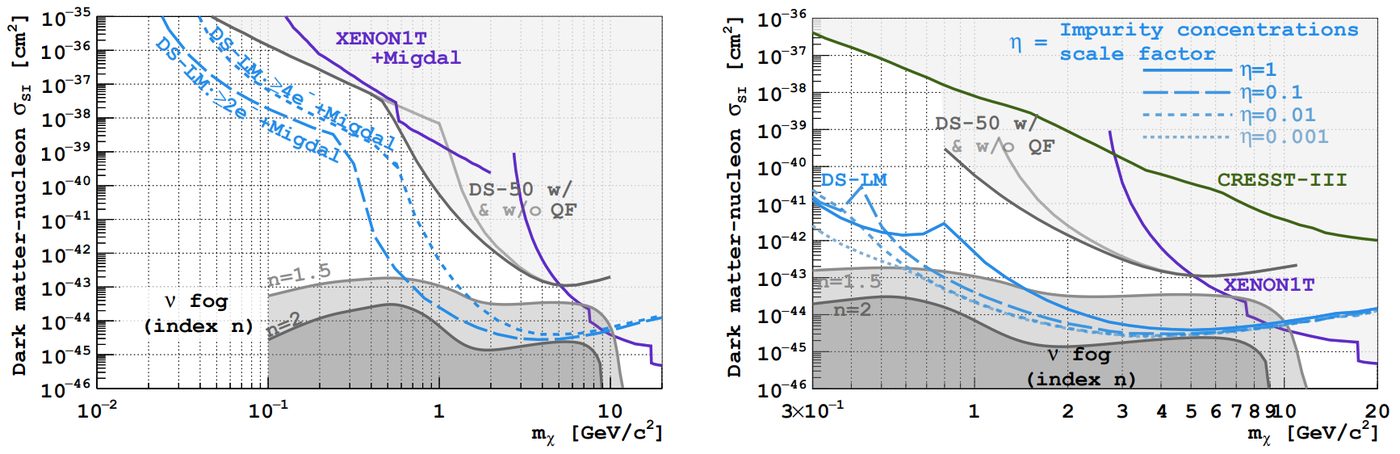 Dark matter-nucleon σSI [cm2]
10−35
10−36
10−37
10−38
10−39
10−40
10−41
10−42
10−43
10−44
10−45
10−46
XENON1T
+Migdal
DS-LM:≥4e−+Migdal
DS-LM:≥2e−+Migdal
DS-50 w/
& w/o QF
n=1.5
n=2
ν fog
(index n)
10−2
10−1
1
10
mχ [GeV/c2]
Dark matter-nucleon σSI [cm2]
10−36
10−37
10−38
10−39
10−40
10−41
10−42
10−43
10−44
10−45
10−46
η = Impurity concentrations
scale factor
η=1
η=0.1
η=0.01
η=0.001
DS-50 w/
& w/o QF
DS-LM
CRESST-III
XENON1T
n=1.5
n=2
ν fog
(index n)
3×10−1
1
2
3
4
5
6
7
8
9
10
20
mχ [GeV/c2]